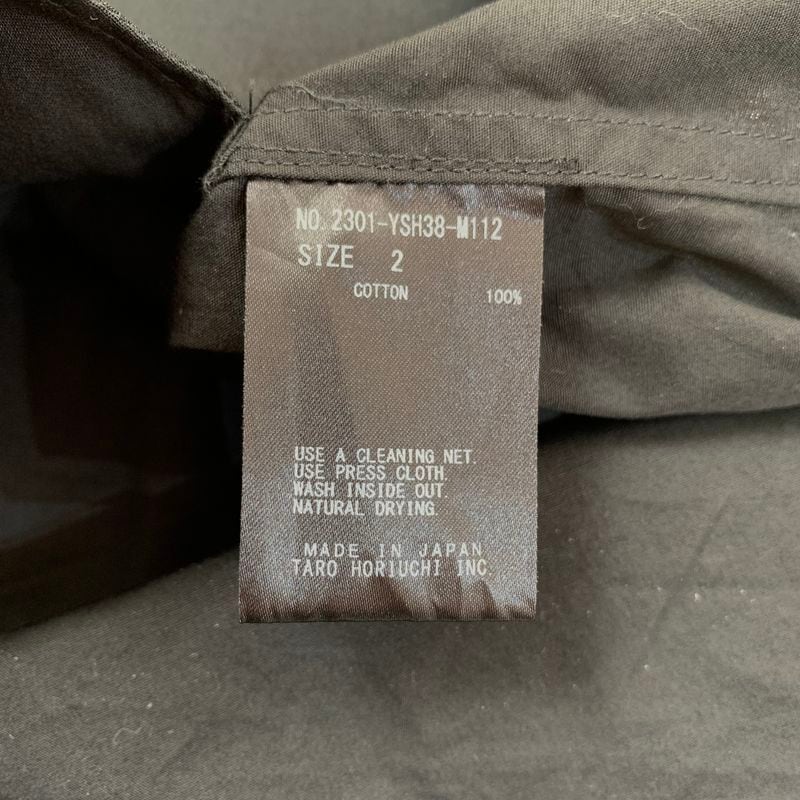 NO.2301-YSH38-M112
SIZE 2
COTTON 100%
USE A CLEANING NET.
USE PRESS CLOTH.
WASH INSIDE OUT.
NATURAL DRYING.
MADE IN JAPAN
TARO HORIUCHI INC.